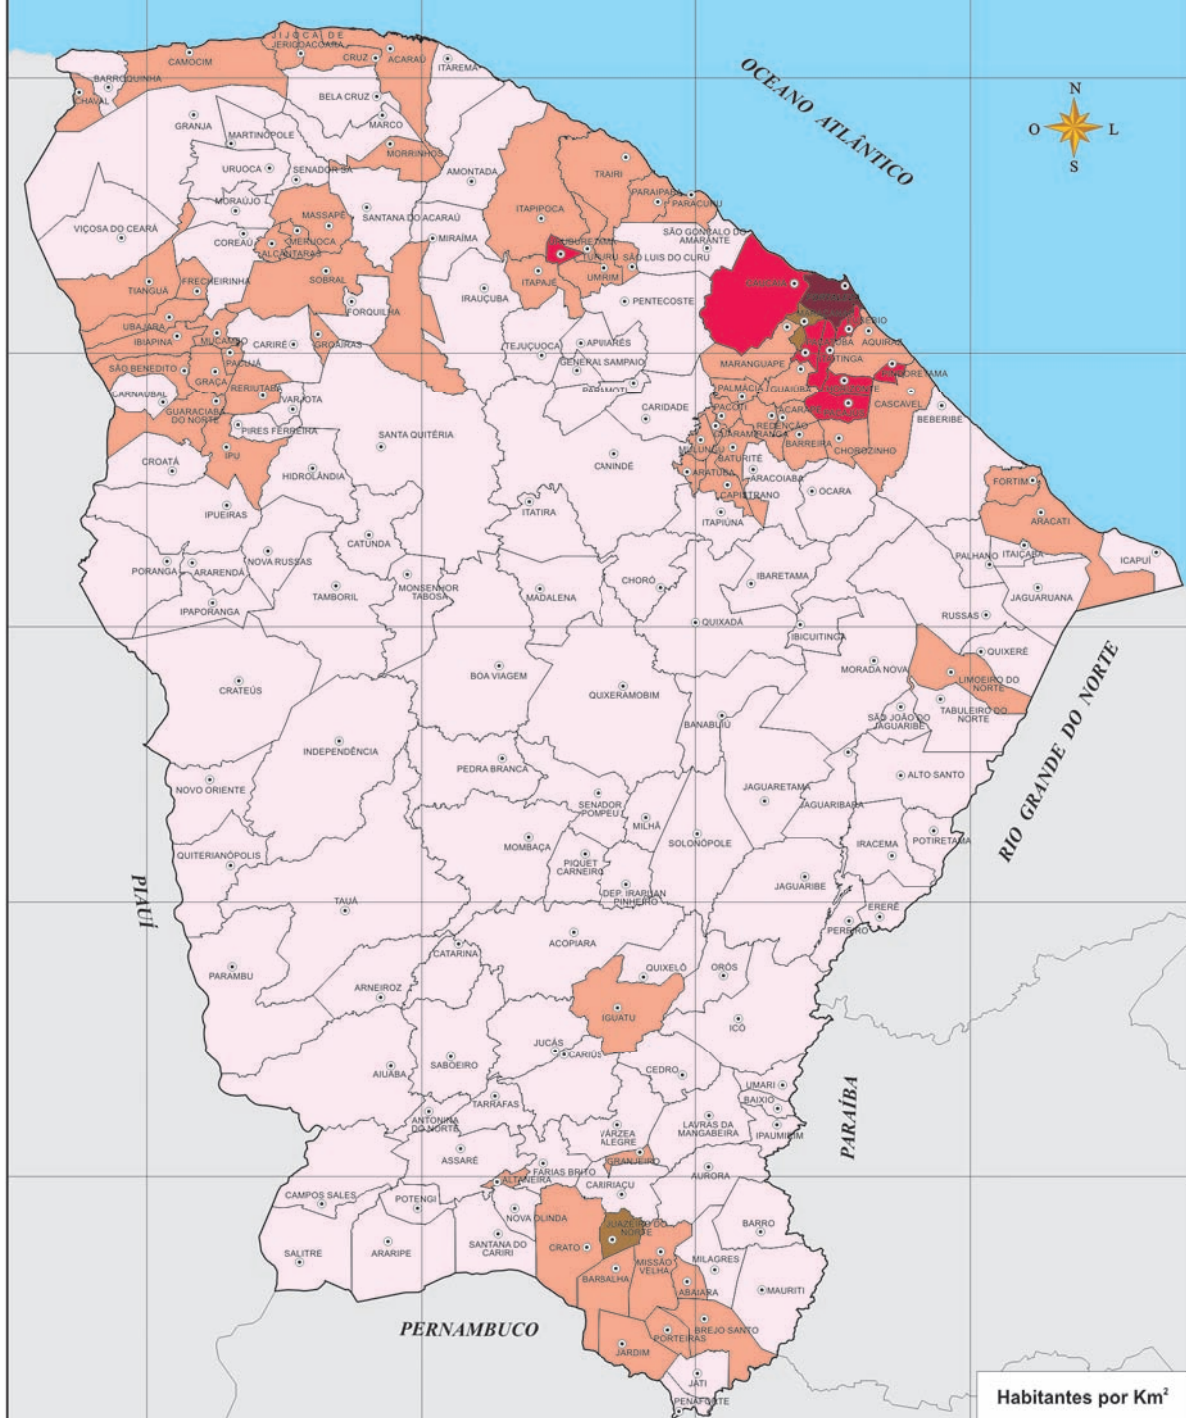 OCEANO ATLÂNTICO
N
O
L
S
JIJOCA DE
JERICOACOARA
CRUZ
ACARAÚ
CAMOCIM
ITAREMA
BARROQUINHA
CHAVAL
BELA CRUZ
GRANJA
MARCO
MARTINÓPOLE
MORRINHOS
URUOCA
SENADOR SÁ
AMONTADA
TRAIRI
PARAIPABA
PARACURU
MORAÚJO
MASSAPÊ
SANTANA DO ACARAÚ
ITAPIPOCA
VIÇOSA DO CEARÁ
COREAÚ
MERUOCA
ALCÂNTARAS
MIRAÍMA
SÃO GONÇALO DO
AMARANTE
URUBURETAMA
TURURU
UMRIM
SÃO LUIS DO CURU
TIANGUÁ
FRECHEIRINHA
SOBRAL
IRAUÇUBA
ITAPAJÉ
PENTECOSTE
FORQUILHA
UBAJARA
IBIAPINA
MUCAMBO
CARIRÉ
GROAÍRAS
PACUJÁ
TEJUÇUOCA
APUIARÉS
GENERAL SAMPAIO
PARAMOTI
MARANGUAPE
AQUIRAZ
SÃO BENEDITO
GRAÇA
RERIUTABA
CARNAUBAL
VARJOTA
GUARACIABA
DO NORTE
PIRES FERREIRA
IPU
CROATÁ
SANTA QUITÉRIA
HIDROLÂNDIA
CARIDADE
CANINDÉ
PALMÁCIA
GUAIÚBA
PACOTI
ACARAPE
REDENÇÃO
BARREIRA
CHOROZINHO
CASCAVEL
BEBERIBE
MULUNGU
BATURITÉ
ARATUBA
ARACOIABA
CAPISTRANO
OCARA
ITAPIÚNA
FORTIM
ARACATI
IPUEIRAS
ITATIRA
CATUNDA
PORANGA
ARARENDÁ
NOVA RUSSAS
PALHANO
ITAIÇABA
ICAPUÍ
IPAPORANGA
TAMBORIL
MONSENHOR
TABOSA
MADALENA
CHORÓ
IBARETAMA
JAGUARUANA
RUSSAS
QUIXADÁ
IBICUITINGA
QUIXERÉ
CRATEÚS
BOA VIAGEM
QUIXERAMOBIM
MORADA NOVA
LIMOEIRO DO
NORTE
TABULEIRO DO
NORTE
SÃO JOÃO DO
JAGUARIBE
BANABUIÚ
RIO GRANDE DO NORTE
INDEPENDÊNCIA
NOVO ORIENTE
PEDRA BRANCA
SENADOR
POMPEU
MILHÃ
ALTO SANTO
JAGUARETAMA
JAGUARIBARA
QUITERIANÓPOLIS
MOMBAÇA
PIQUET
CARNEIRO
SOLONÓPOLE
IRACEMA
POTIRETAMA
DEP. IRAPUAN
PINHEIRO
JAGUARIBE
PIAUÍ
TAUÁ
ERERÊ
PEREIRO
ACOPIARA
CATARINA
PARAMBU
ARNEIROZ
QUIXELÔ
ORÓS
IGUATU
ICÓ
JUCÁS
CARIÚS
AIUABA
SABOEIRO
CEDRO
UMARI
BAIXIO
IPAUMIRIM
PARAÍBA
TARRAFAS
ANTONINA
DO NORTE
VÁRZEA
ALEGRE
LAVRAS DA
MANGABEIRA
ASSARÉ
GRANJEIRO
FARIAS BRITO
ALTANEIRA
AURORA
CARIRIAÇU
CAMPOS SALES
POTENGI
NOVA OLINDA
JUAZEIRO DO
NORTE
BARRO
SALITRE
ARARIPE
SANTANA DO
CARIRI
CRATO
MISSÃO
VELHA
MILAGRES
BARBALHA
ABAIARA
MAURITI
PERNAMBUCO
BREJO SANTO
PORTEIRAS
JARDIM
JATI
PENAFORTE
Habitantes por Km²